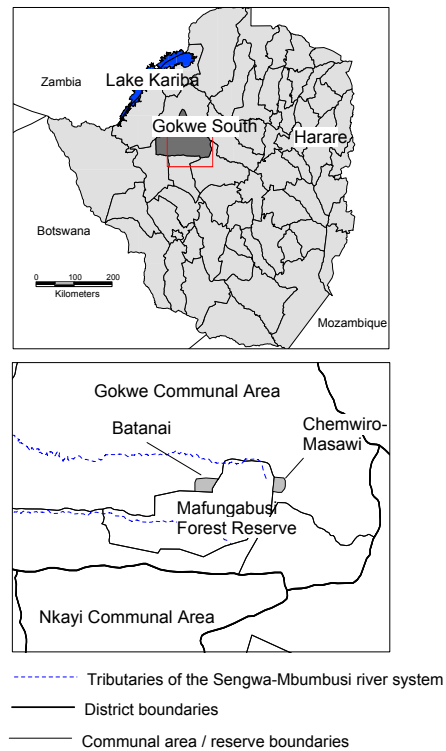 Zambia
Lake Kariba
Gokwe South
Harare
Botswana
0 100 200
Kilometers
Mozambique
Gokwe Communal Area
Batanai
Chemwiro-
Masawi
Mafungabusi
Forest Reserve
Nkayi Communal Area
Tributaries of the Sengwa-Mbumbusi river system
District boundaries
Communal area / reserve boundaries